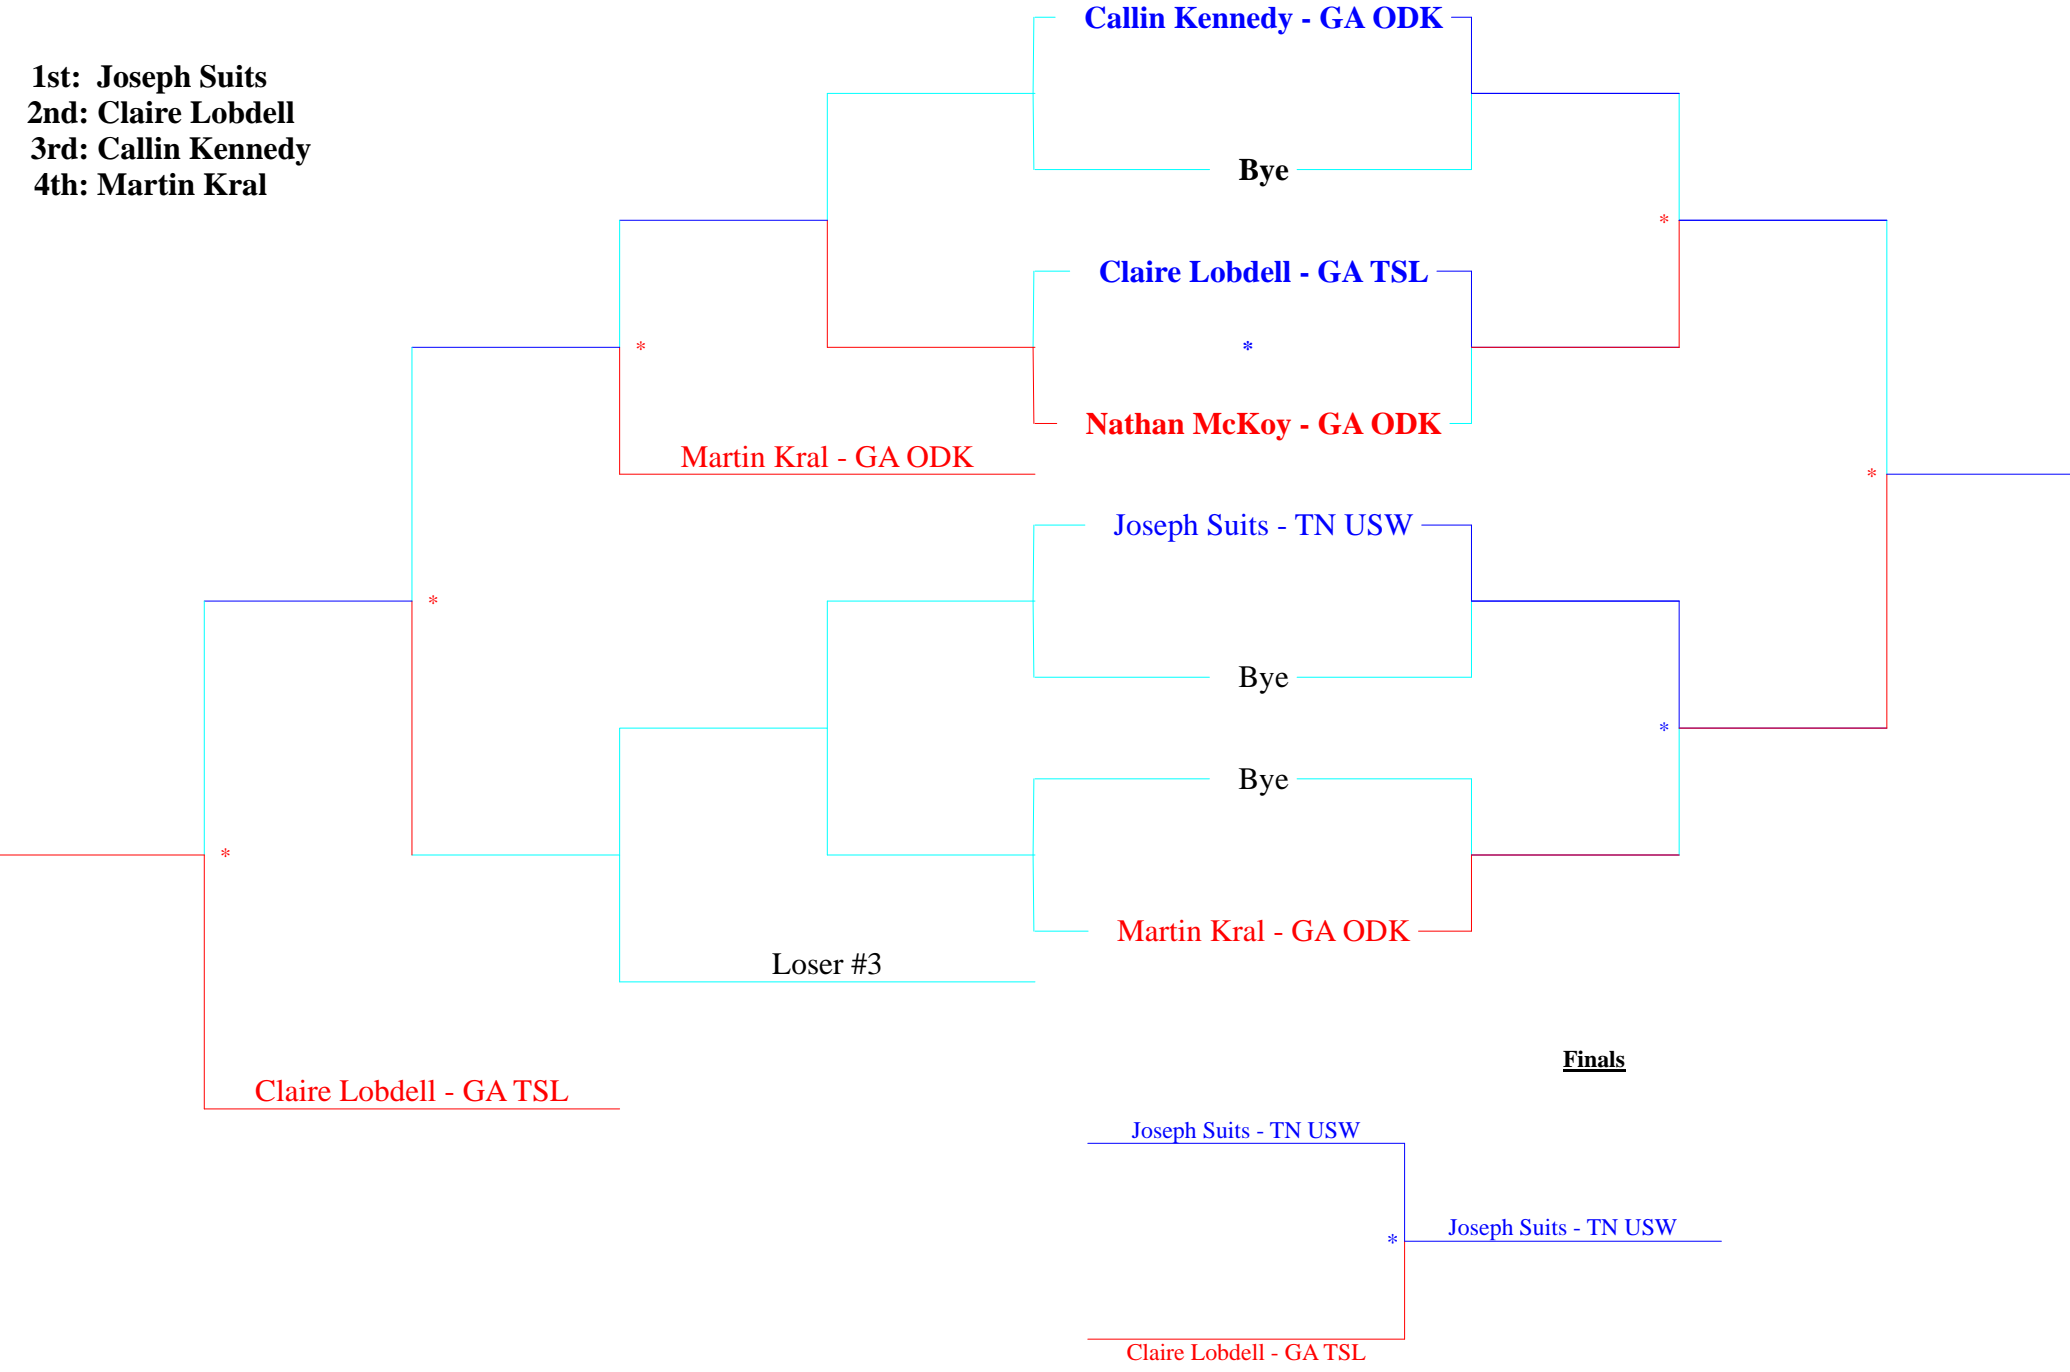 Callin Kennedy - GA ODK
1st: Joseph Suits
2nd: Claire Lobdell
3rd: Callin Kennedy
4th: Martin Kral
Bye
*
Claire Lobdell - GA TSL
*
*
Nathan McKoy - GA ODK
Martin Kral - GA ODK
*
Joseph Suits - TN USW
*
Bye
*
Bye
*
Martin Kral - GA ODK
Loser #3
Finals
Claire Lobdell - GA TSL
Joseph Suits - TN USW
Joseph Suits - TN USW
*
Claire Lobdell - GA TSL